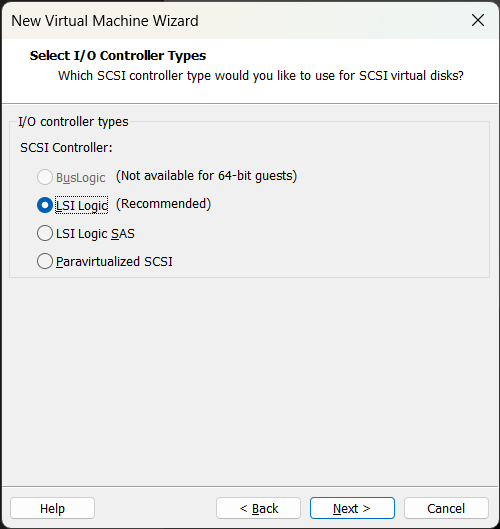 New Virtual Machine Wizard
Select I/O Controller Types
Which SCSI controller type would you like to use for SCSI virtual disks?
I/O controller types
SCSI Controller:
BusLogic (Not available for 64-bit guests)
LSI Logic (Recommended)
LSI Logic SAS
Paravirtualized SCSI
Help < Back Next > Cancel